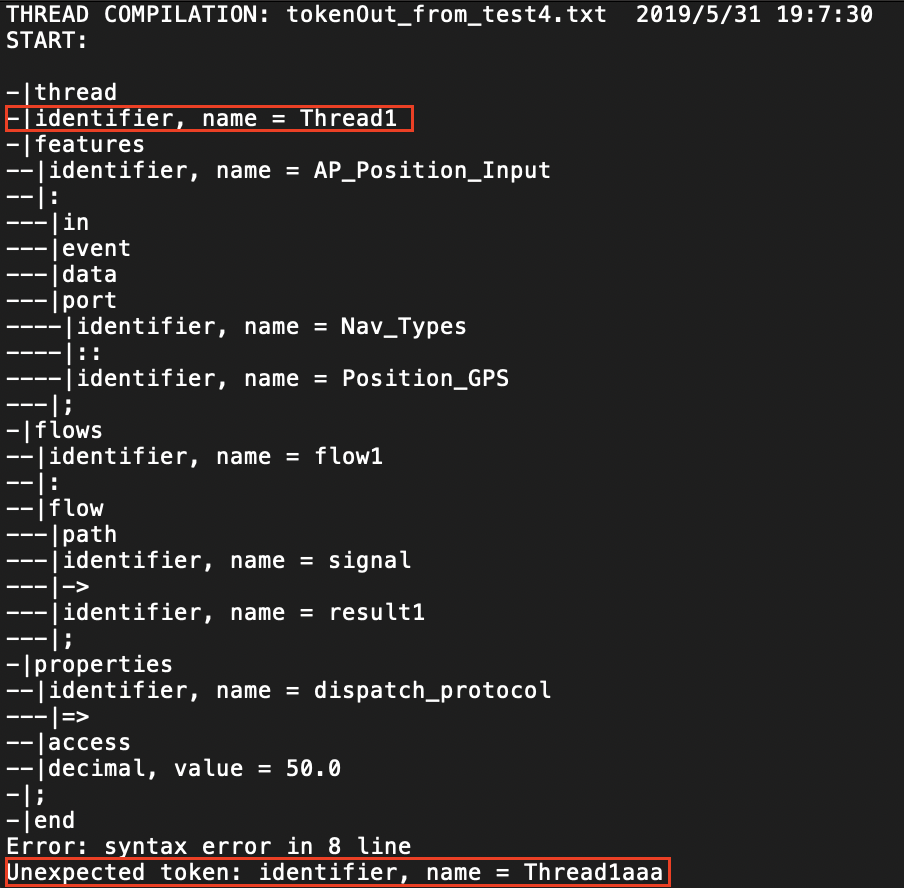 THREAD COMPILATION: tokenOut_from_test4.txt  2019/5/31 19:7:30
START:
-|thread
-|identifier, name = Thread1
-|features
--|identifier, name = AP_Position_Input
--|:
---|in
---|event
---|data
---|port
----|identifier, name = Nav_Types
----|::
----|identifier, name = Position_GPS
---|;
-|flows
--|identifier, name = flow1
--|:
--|flow
---|path
---|identifier, name = signal
---|->
---|identifier, name = result1
---|;
-|properties
--|identifier, name = dispatch_protocol
---|=>
--|access
--|decimal, value = 50.0
-|;
-|end
Error: syntax error in 8 line
Unexpected token: identifier, name = Thread1aaa